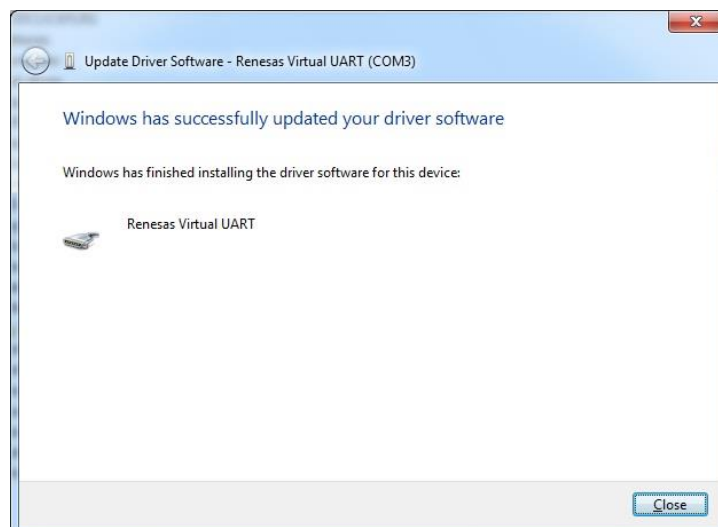 Update Driver Software - Renesas Virtual UART (COM3)
Windows has successfully updated your driver software
Windows has finished installing the driver software for this device:
Renesas Virtual UART
Close